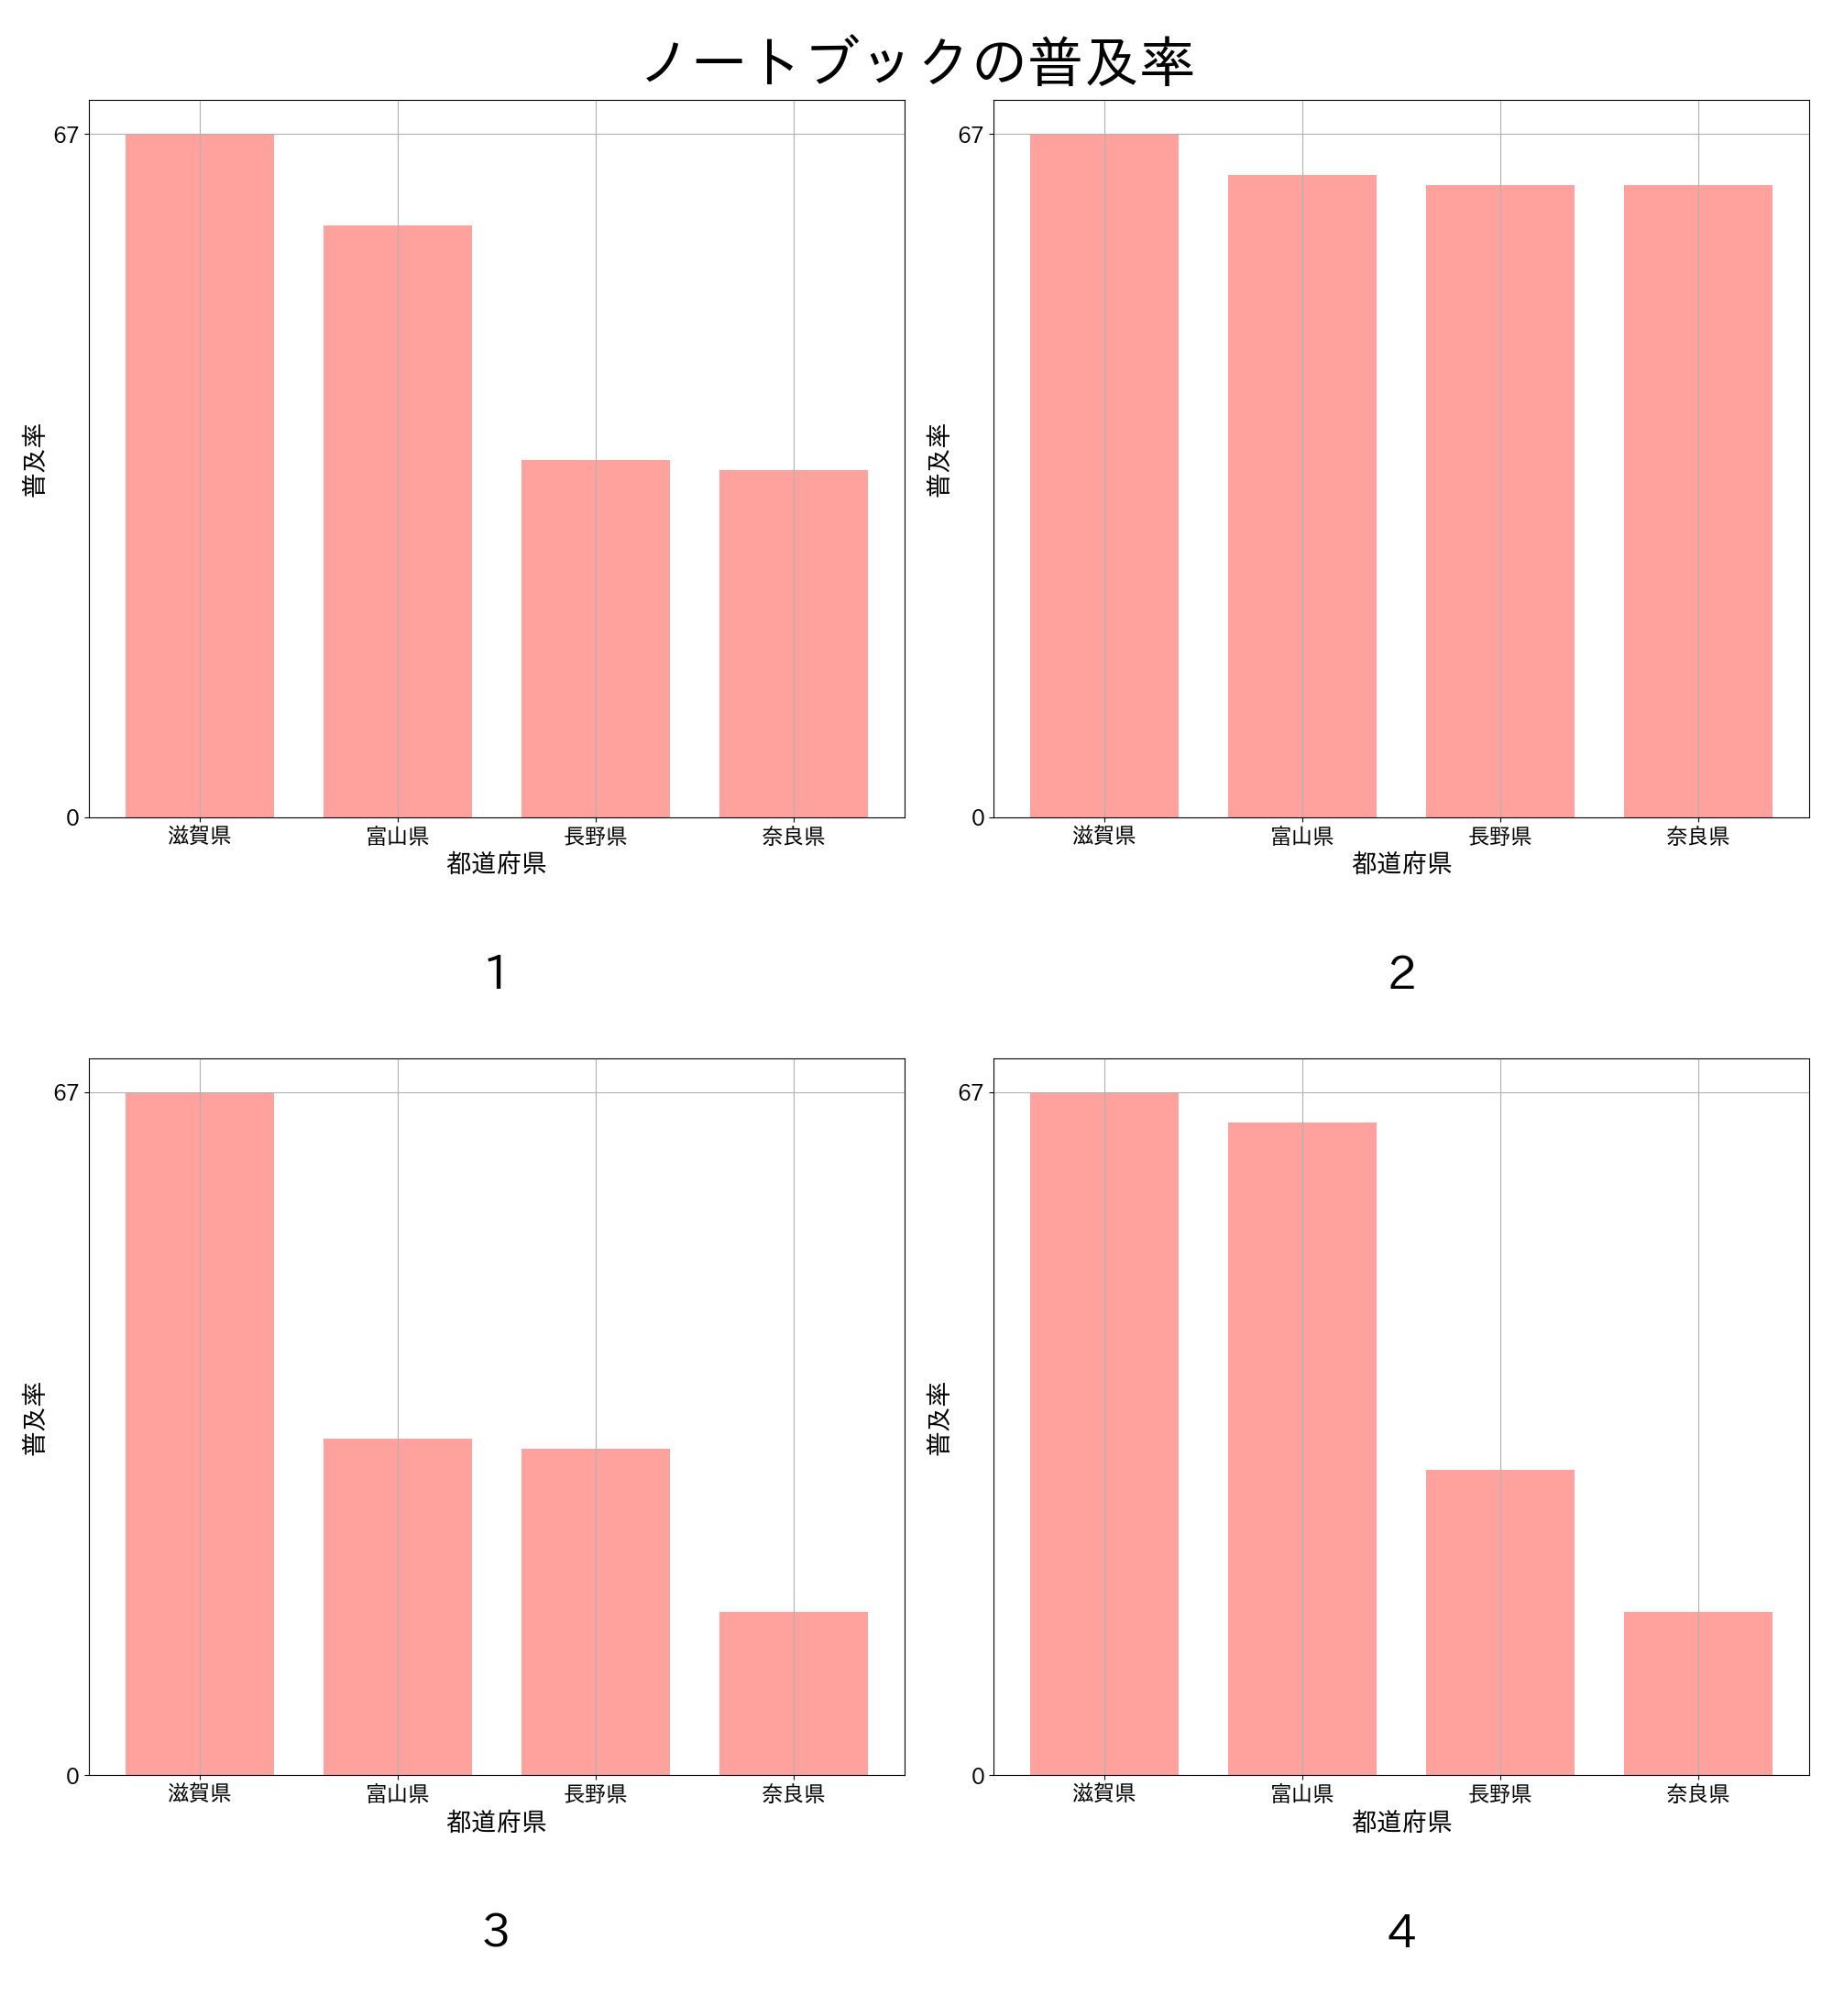 ノートブックの普及率
67
0
普及率
滋賀県 富山県 長野県 奈良県
都道府県
1
67
0
普及率
滋賀県 富山県 長野県 奈良県
都道府県
2
67
0
普及率
滋賀県 富山県 長野県 奈良県
都道府県
3
67
0
普及率
滋賀県 富山県 長野県 奈良県
都道府県
4